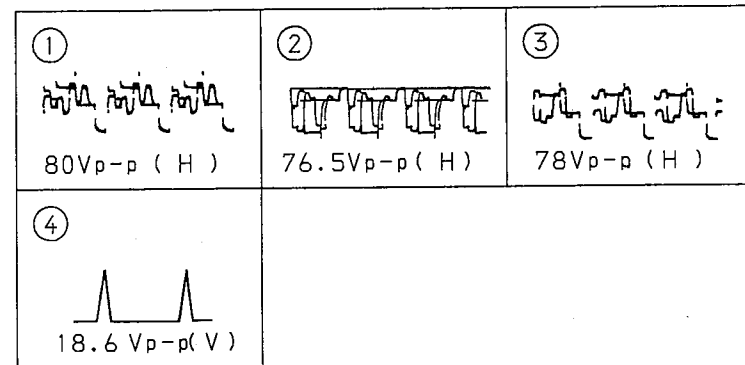 ①
80Vp-p ( H )
②
76.5Vp-p ( H )
③
78Vp-p ( H )
④
18.6 Vp-p( V )